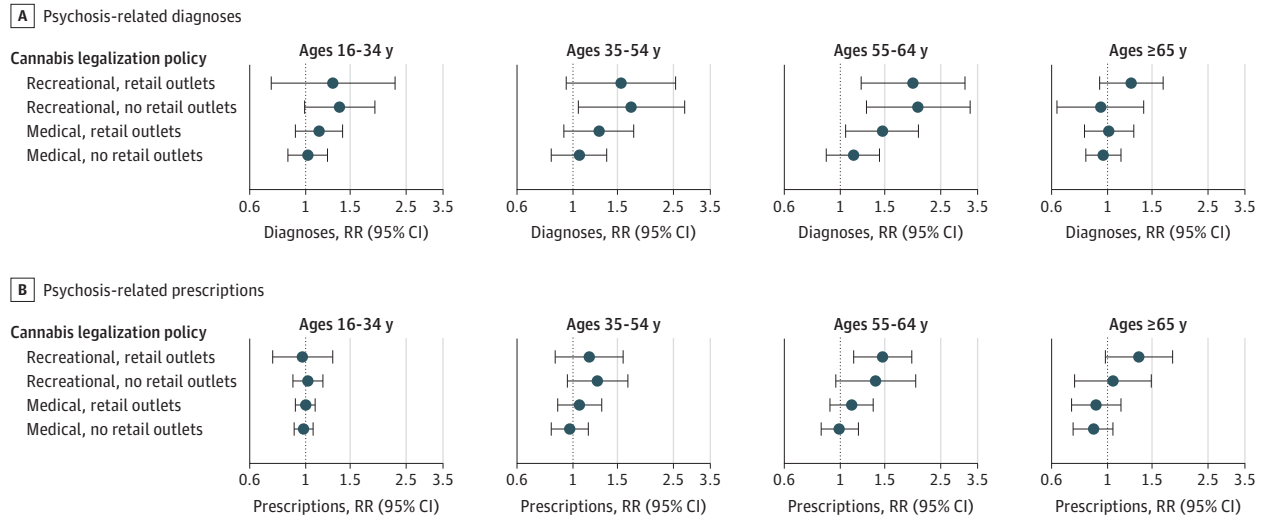 A Psychosis-related diagnoses
Cannabis legalization policy
Recreational, retail outlets
Recreational, no retail outlets
Medical, retail outlets
Medical, no retail outlets
Ages 16-34 y
0.6 1 1.5 2.5 3.5
Diagnoses, RR (95% CI)
Ages 35-54 y
0.6 1 1.5 2.5 3.5
Diagnoses, RR (95% CI)
Ages 55-64 y
0.6 1 1.5 2.5 3.5
Diagnoses, RR (95% CI)
Ages ≥65 y
0.6 1 1.5 2.5 3.5
Diagnoses, RR (95% CI)
B Psychosis-related prescriptions
Cannabis legalization policy
Recreational, retail outlets
Recreational, no retail outlets
Medical, retail outlets
Medical, no retail outlets
Ages 16-34 y
0.6 1 1.5 2.5 3.5
Prescriptions, RR (95% CI)
Ages 35-54 y
0.6 1 1.5 2.5 3.5
Prescriptions, RR (95% CI)
Ages 55-64 y
0.6 1 1.5 2.5 3.5
Prescriptions, RR (95% CI)
Ages ≥65 y
0.6 1 1.5 2.5 3.5
Prescriptions, RR (95% CI)